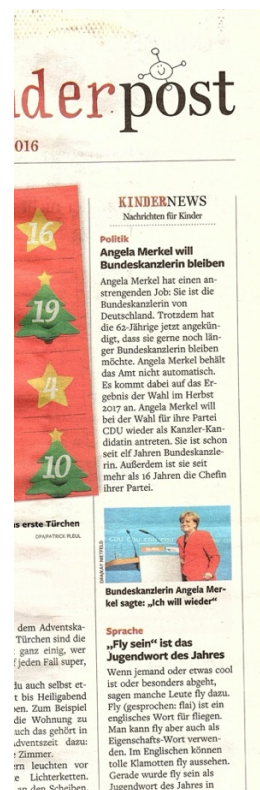 derpost
016
16
19
4
10
s erste Türchen
DPA/PATRICK PLEUL
dem Adventska-
Türchen sind die
ganz einig, wer
jeden Fall super,
du auch selbst et-
t bis Heiligabend
en. Zum Beispiel
die Wohnung zu
uch das gehört in
dventszeit dazu:
e Zimmer.
rn leuchten vor
e Lichterketten.
an den Scheiben
KINDERNEWS
Nachrichten für Kinder
Politik
Angela Merkel will
Bundeskanzlerin bleiben
Angela Merkel hat einen an-
strengenden Job: Sie ist die
Bundeskanzlerin von
Deutschland. Trotzdem hat
die 62-Jährige jetzt angekün-
digt, dass sie gerne noch län-
ger Bundeskanzlerin bleiben
möchte. Angela Merkel behält
das Amt nicht automatisch.
Es kommt dabei auf das Er-
gebnis der Wahl im Herbst
2017 an. Angela Merkel will
bei der Wahl für ihre Partei
CDU wieder als Kanzler-Kan-
didatin antreten. Sie ist schon
seit elf Jahren Bundeskanzle-
rin. Außerdem ist sie seit
mehr als 16 Jahren die Chefin
ihrer Partei.
Bundeskanzlerin Angela Mer-
kel sagte: „Ich will wieder“
Sprache
„Fly sein“ ist das
Jugendwort des Jahres
Wenn jemand oder etwas cool
ist oder besonders abgeht,
sagen manche Leute fly dazu.
Fly (gesprochen: flai) ist ein
englisches Wort für fliegen.
Man kann fly aber auch als
Eigenschafts-Wort verwen-
den. Im Englischen können
tolle Klamotten fly aussehen.
Gerade wurde fly sein als
Jugendwort des Jahres in